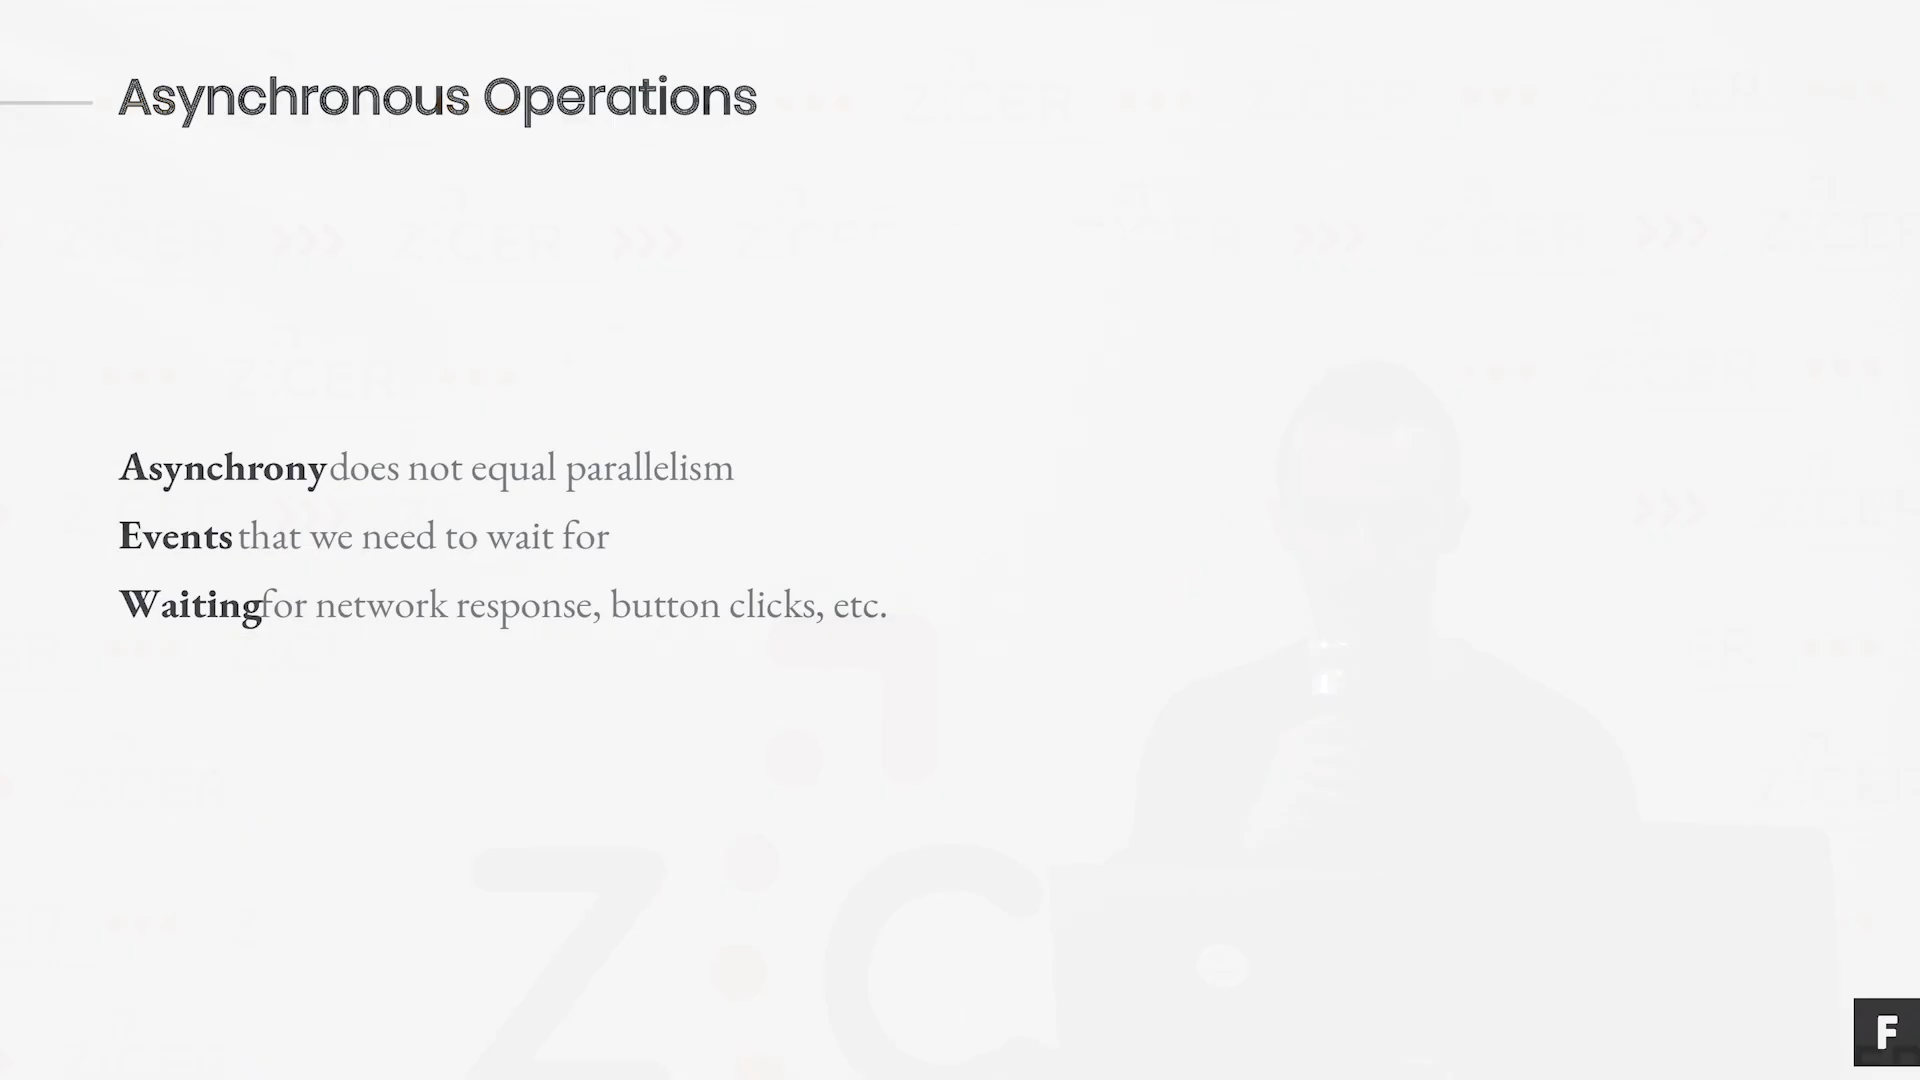 Asynchronous Operations
Asynchrony does not equal parallelism
Events that we need to wait for
Waiting for network response, button clicks, etc.
F